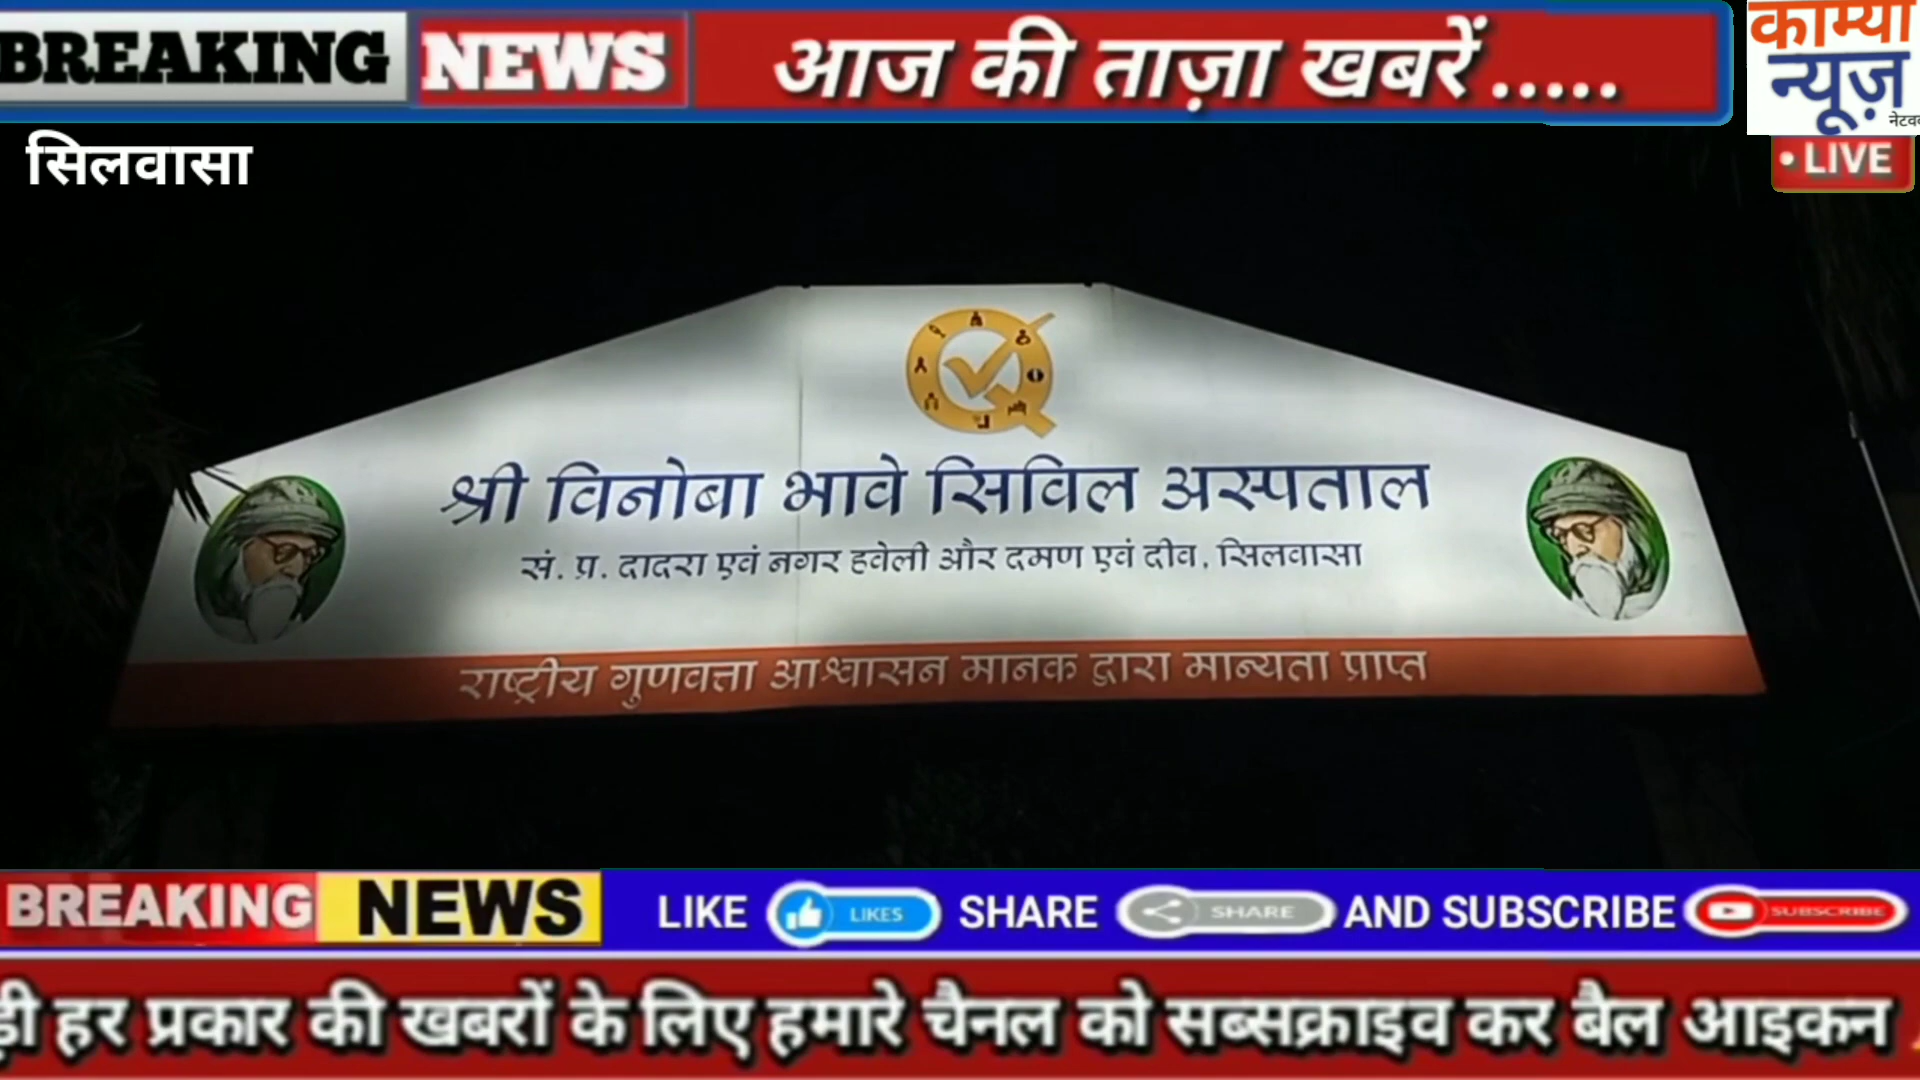 BREAKING NEWS आज की ताज़ा खबरें.....
काम्या
न्यूज़
LIVE
सिलवासा
श्री विनोबा भावे सिविल अस्पताल
सं. प्र. दादरा एवं नगर हवेली और दमण एवं दीव, सिलवासा
राष्ट्रीय गुणवत्ता आश्वासन मानक द्वारा मान्यता प्राप्त
BREAKING NEWS LIKE LIKES SHARE SHARE AND SUBSCRIBE SUBSCRIBE
हर प्रकार की खबरों के लिए हमारे चैनल को सब्सक्राइव कर बैल आइकन